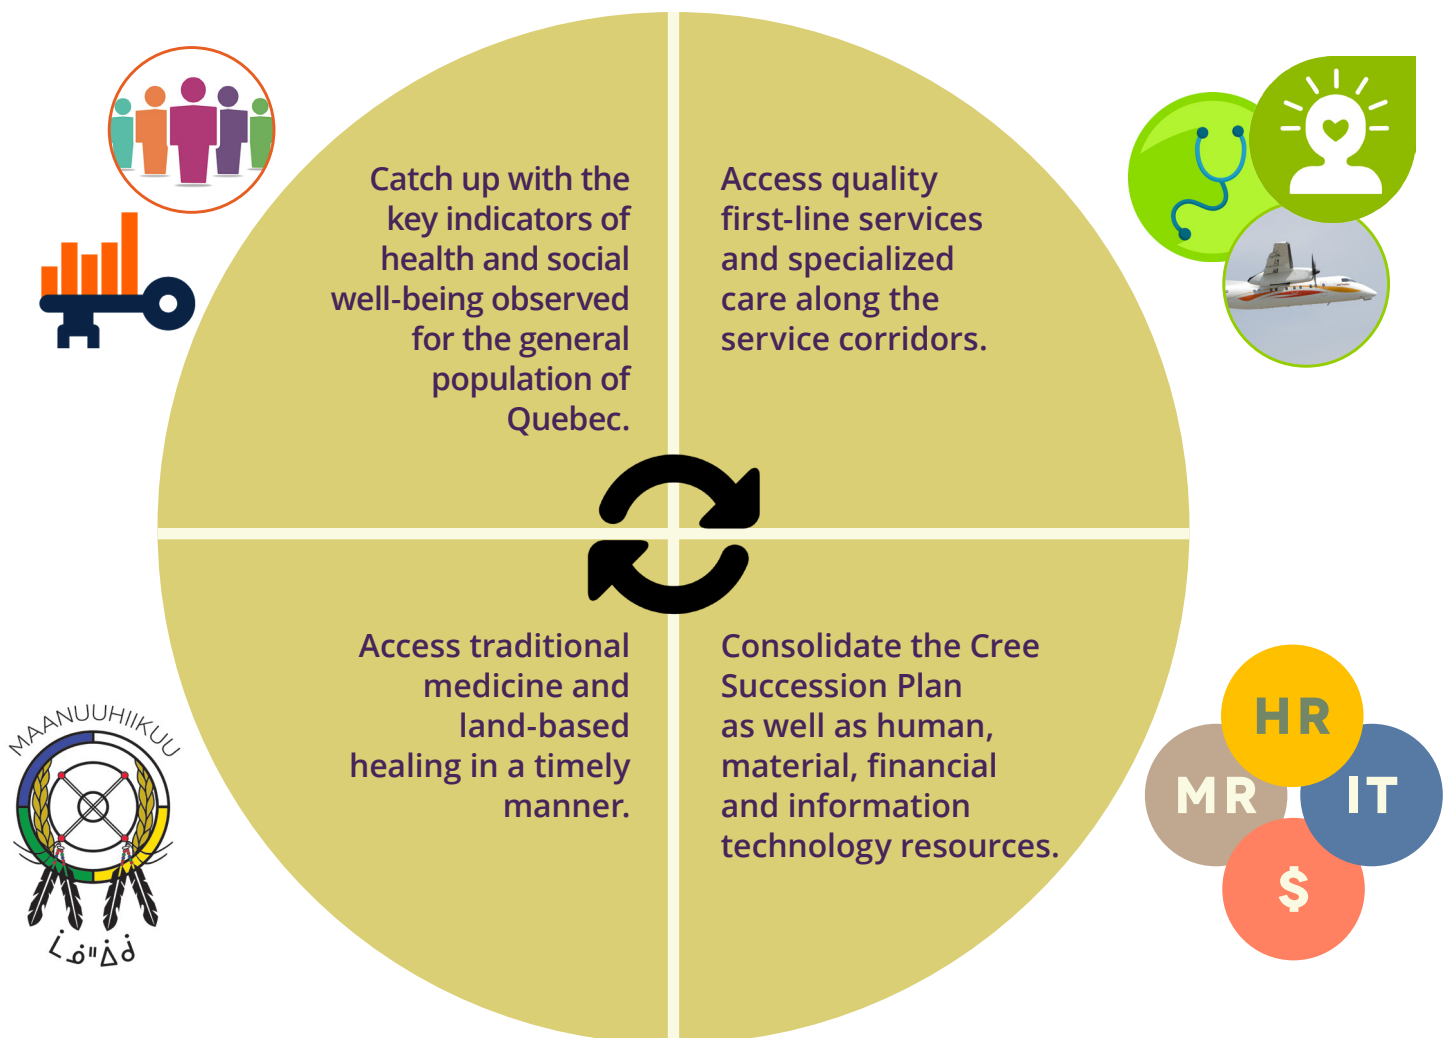 Catch up with the
key indicators of
health and social
well-being observed
for the general
population of
Quebec.
Access quality
first-line services
and specialized
care along the
service corridors.
Access traditional
medicine and
land-based
healing in a timely
manner.
Consolidate the Cree
Succession Plan
as well as human,
material, financial
and information
technology resources.
MAANUUHIIKUU
ᒫᓅᐦᐄᑰ
HR
MR
IT
$